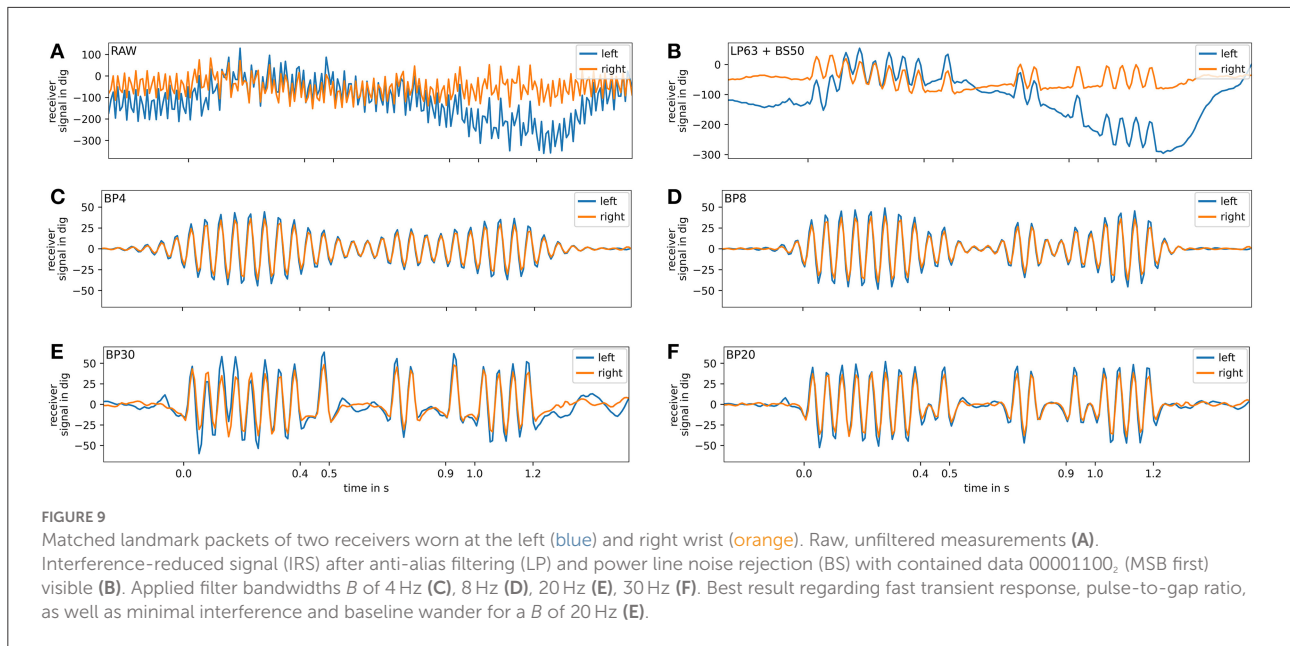 A
RAW
left
right
receiver
signal in dig
100
0
−100
−200
−300
B
LP63 + BS50
left
right
receiver
signal in dig
0
−100
−200
−300
C
BP4
left
right
receiver
signal in dig
50
25
0
−25
−50
D
BP8
left
right
receiver
signal in dig
50
25
0
−25
−50
E
BP30
left
right
receiver
signal in dig
50
25
0
−25
−50
0.0 0.4 0.5 0.9 1.0 1.2
time in s
F
BP20
left
right
receiver
signal in dig
50
25
0
−25
−50
0.0 0.4 0.5 0.9 1.0 1.2
time in s
FIGURE 9
Matched landmark packets of two receivers worn at the left (blue) and right wrist (orange). Raw, unfiltered measurements (A).
Interference-reduced signal (IRS) after anti-alias filtering (LP) and power line noise rejection (BS) with contained data 00001100₂ (MSB first)
visible (B). Applied filter bandwidths B of 4 Hz (C), 8 Hz (D), 20 Hz (E), 30 Hz (F). Best result regarding fast transient response, pulse-to-gap ratio,
as well as minimal interference and baseline wander for a B of 20 Hz (E).